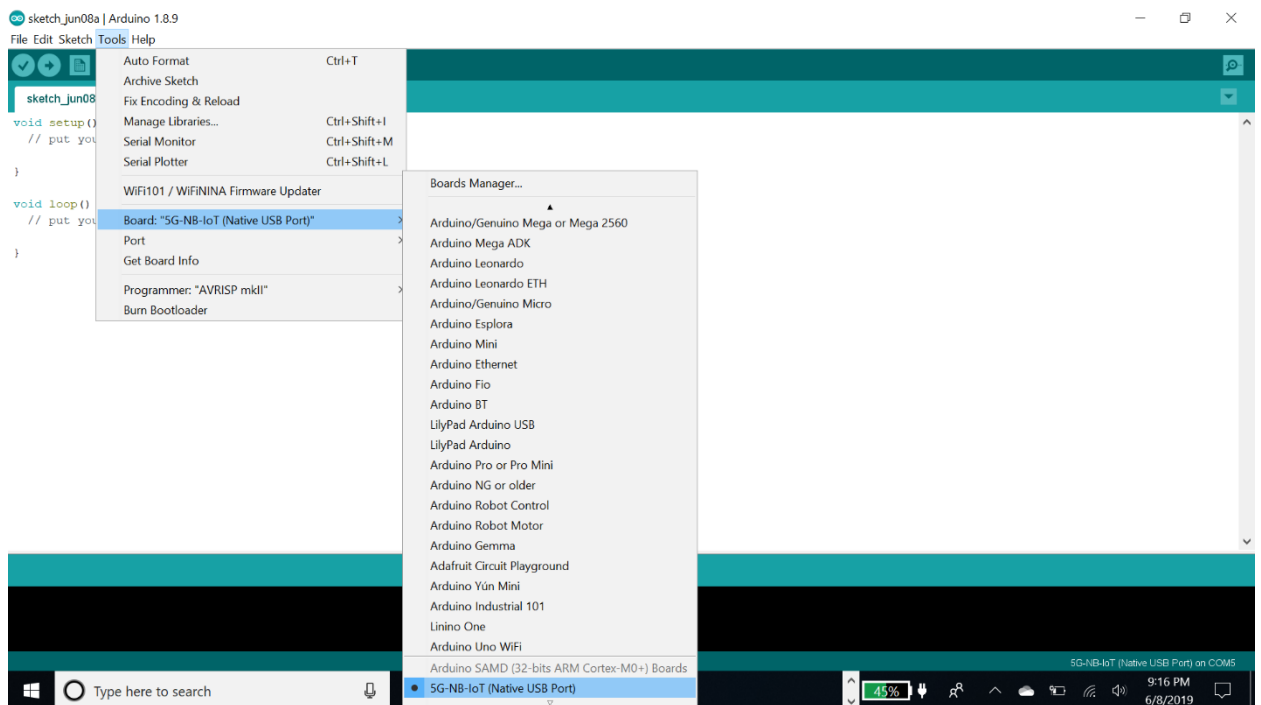 sketch_jun08a | Arduino 1.8.9
File Edit Sketch Tools Help
sketch_jun08
void setup()
// put you
}
void loop()
// put you
}
Auto Format Ctrl+T
Archive Sketch
Fix Encoding & Reload
Manage Libraries... Ctrl+Shift+I
Serial Monitor Ctrl+Shift+M
Serial Plotter Ctrl+Shift+L
WiFi101 / WiFiNINA Firmware Updater
Board: "5G-NB-IoT (Native USB Port)"
Port
Get Board Info
Programmer: "AVRISP mkII"
Burn Bootloader
Boards Manager...
Arduino/Genuino Mega or Mega 2560
Arduino Mega ADK
Arduino Leonardo
Arduino Leonardo ETH
Arduino/Genuino Micro
Arduino Esplora
Arduino Mini
Arduino Ethernet
Arduino Fio
Arduino BT
LilyPad Arduino USB
LilyPad Arduino
Arduino Pro or Pro Mini
Arduino NG or older
Arduino Robot Control
Arduino Robot Motor
Arduino Gemma
Adafruit Circuit Playground
Arduino Yún Mini
Arduino Industrial 101
Linino One
Arduino Uno WiFi
Arduino SAMD (32-bits ARM Cortex-M0+) Boards
5G-NB-IoT (Native USB Port)
5G-NB-IoT (Native USB Port) on COM5
Type here to search
45%
9:16 PM
6/8/2019